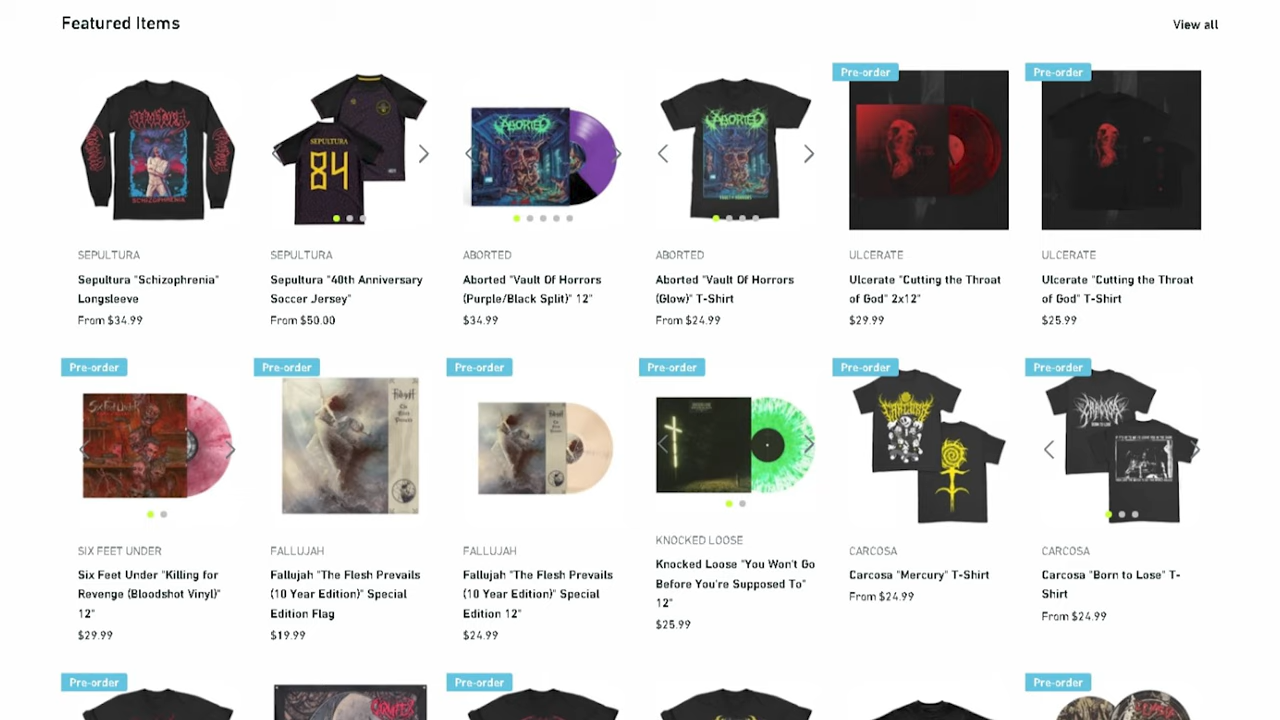 Featured Items
View all
Pre-order
Pre-order
SEPULTURA
84
SCHIZOPHRENIA
ABORTED
ABORTED
SEPULTURA
SEPULTURA
ABORTED
ABORTED
ULCERATE
ULCERATE
Sepultura "Schizophrenia"
Longsleeve
From $34.99
Sepultura "40th Anniversary
Soccer Jersey"
From $50.00
Aborted "Vault Of Horrors
(Purple/Black Split)" 12"
$34.99
Aborted "Vault Of Horrors
(Glow)" T-Shirt
From $24.99
Ulcerate "Cutting the Throat
of God" 2x12"
$29.99
Ulcerate "Cutting the Throat
of God" T-Shirt
$25.99
Pre-order
Pre-order
Pre-order
Pre-order
Pre-order
Pre-order
SIX FEET UNDER
Six Feet Under "Killing for
Revenge (Bloodshot Vinyl)"
12"
$29.99
FALLUJAH
Fallujah "The Flesh Prevails
(10 Year Edition)" Special
Edition Flag
$19.99
FALLUJAH
Fallujah "The Flesh Prevails
(10 Year Edition)" Special
Edition 12"
$24.99
KNOCKED LOOSE
Knocked Loose "You Won't Go
Before You're Supposed To"
12"
$25.99
CARCOSA
Carcosa "Mercury" T-Shirt
From $24.99
CARCOSA
Carcosa "Born to Lose" T-
Shirt
From $24.99
Pre-order
Pre-order
Pre-order